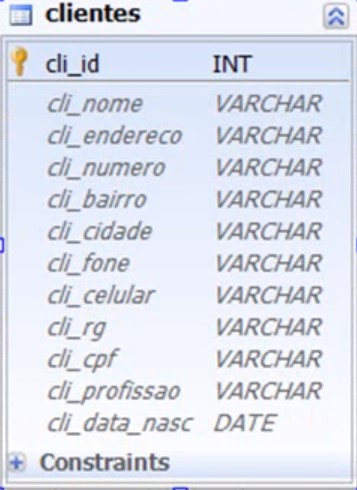 clientes
cli_id INT
cli_nome VARCHAR
cli_endereco VARCHAR
cli_numero VARCHAR
cli_bairro VARCHAR
cli_cidade VARCHAR
cli_fone VARCHAR
cli_celular VARCHAR
cli_rg VARCHAR
cli_cpf VARCHAR
cli_profissao VARCHAR
cli_data_nasc DATE
Constraints